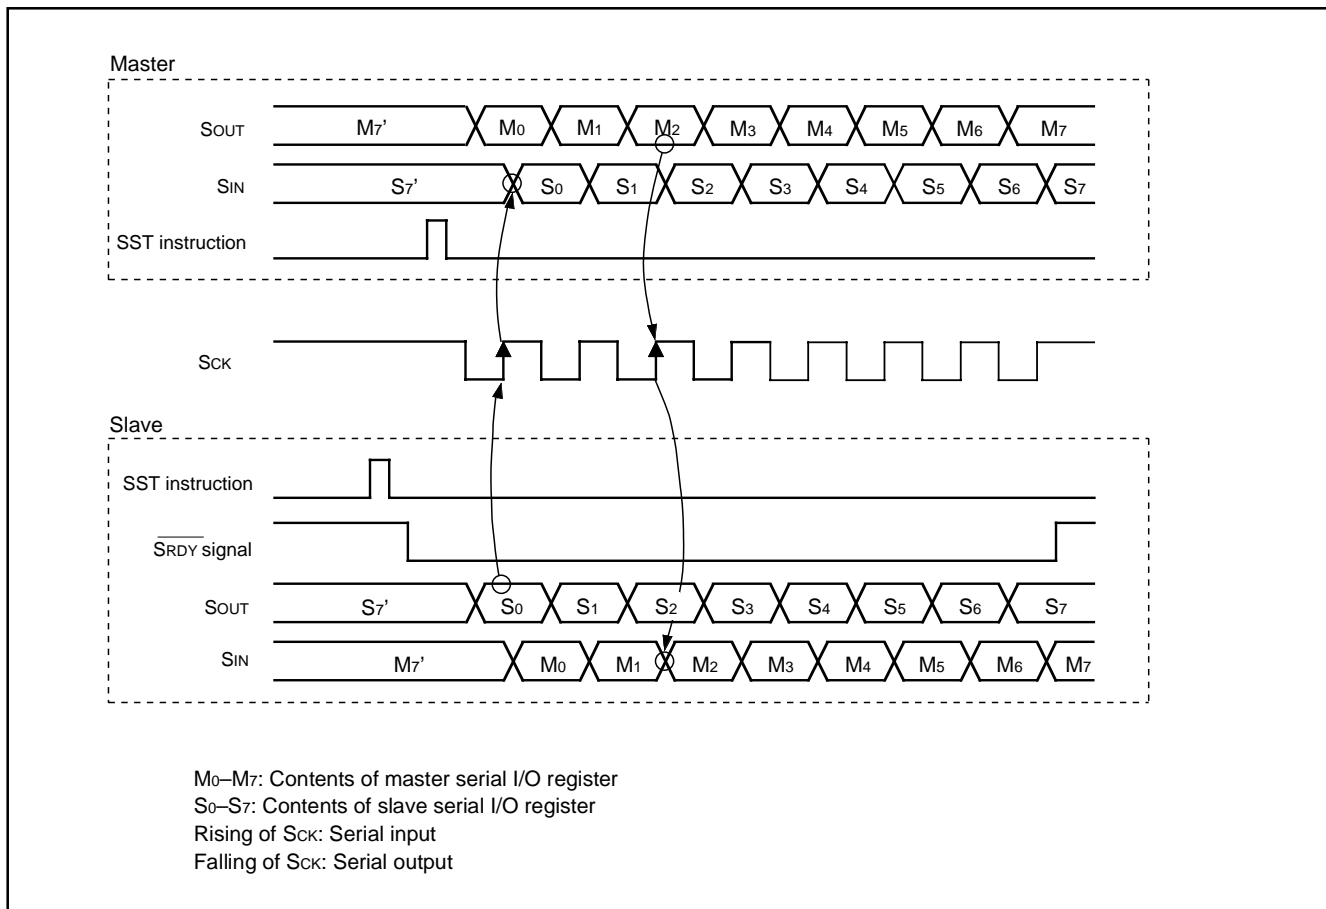 Master
SOUT M7' M0 M1 M2 M3 M4 M5 M6 M7
SIN S7' S0 S1 S2 S3 S4 S5 S6 S7
SST instruction
SCK
Slave
SST instruction
SRDY signal
SOUT S7' S0 S1 S2 S3 S4 S5 S6 S7
SIN M7' M0 M1 M2 M3 M4 M5 M6 M7
M0–M7: Contents of master serial I/O register
S0–S7: Contents of slave serial I/O register
Rising of SCK: Serial input
Falling of SCK: Serial output